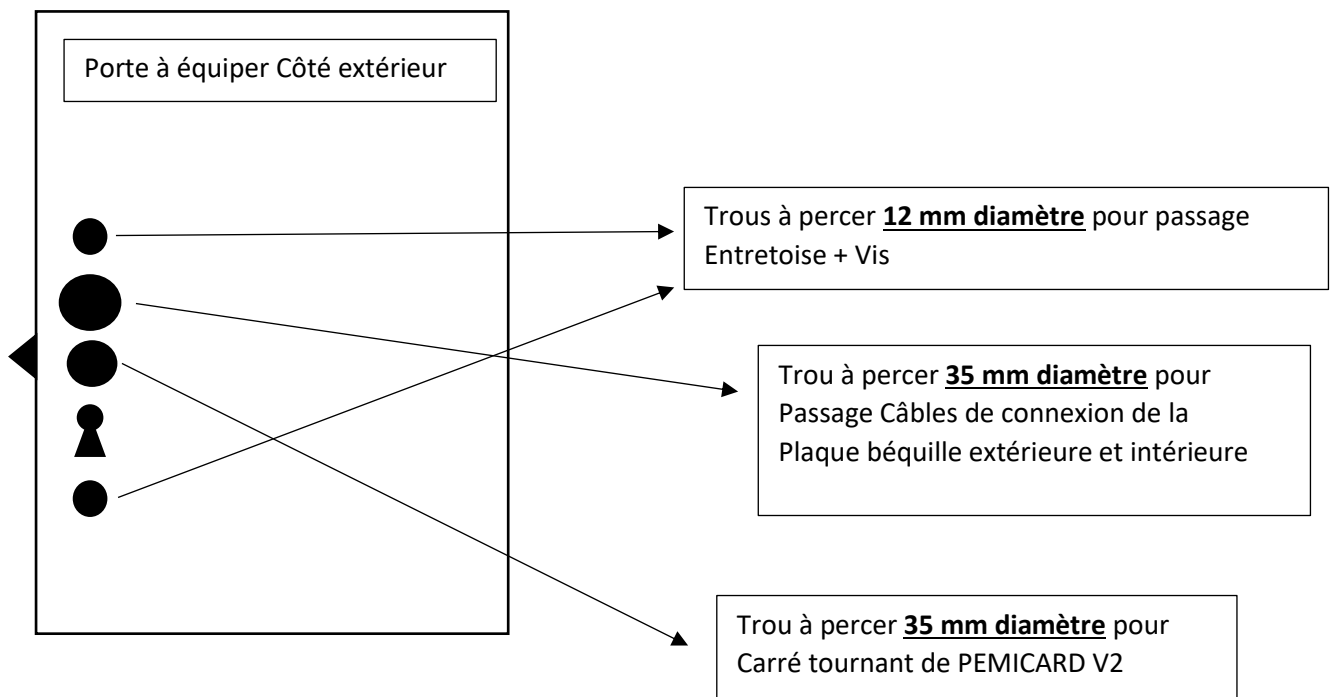 Porte à équiper Côté extérieur
Trous à percer 12 mm diamètre pour passage
Entretoise + Vis
Trou à percer 35 mm diamètre pour
Passage Câbles de connexion de la
Plaque béquille extérieure et intérieure
Trou à percer 35 mm diamètre pour
Carré tournant de PEMICARD V2